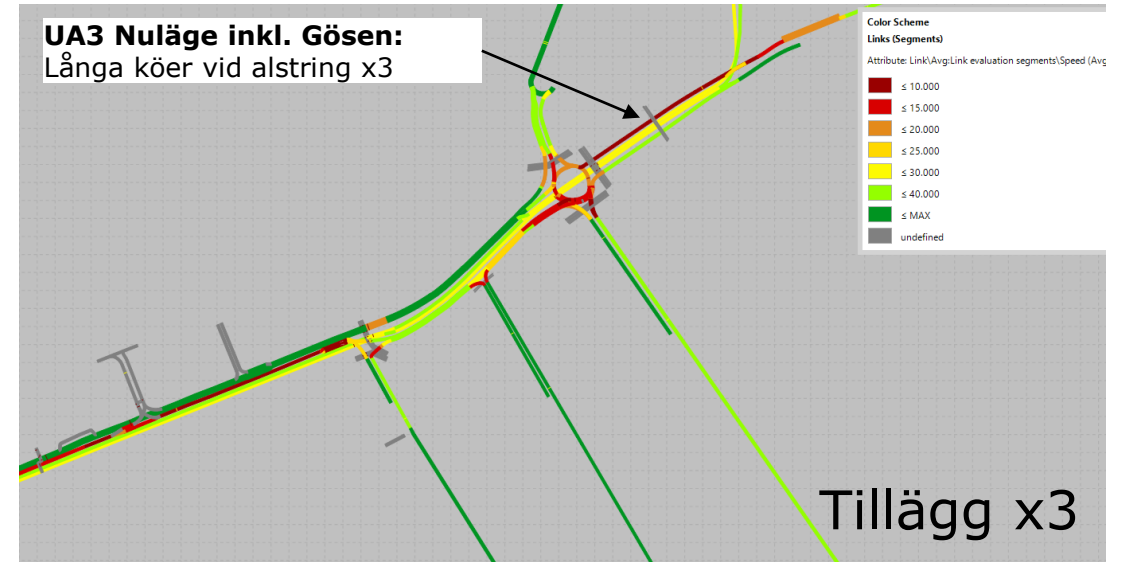 UA3 Nuläge inkl. Gösen:
Långa köer vid alstring x3
Color Scheme
Links (Segments)
Attribute: Link\Avg:Link evaluation segments\Speed (Avg
≤ 10.000
≤ 15.000
≤ 20.000
≤ 25.000
≤ 30.000
≤ 40.000
≤ MAX
undefined
Tillägg x3